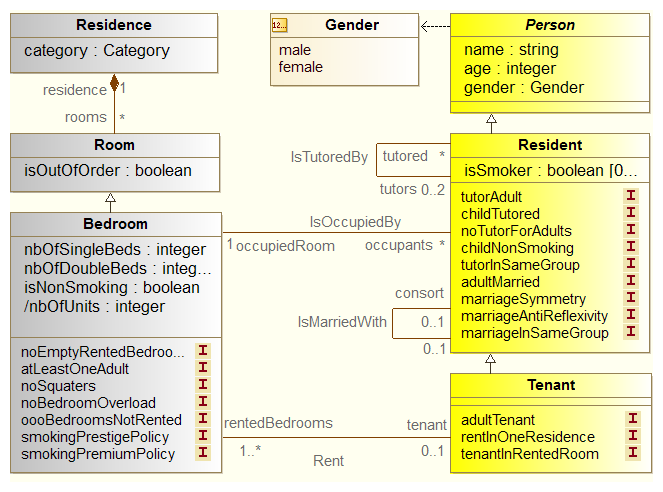 Residence
category : Category
residence
1
rooms
*
Room
isOutOfOrder : boolean
Bedroom
nbOfSingleBeds : integer
nbOfDoubleBeds : integ...
isNonSmoking : boolean
/nbOfUnits : integer
noEmptyRentedBedroo... I
atLeastOneAdult I
noSquaters I
noBedroomOverload I
oooBedroomsNotRented I
smokingPrestigePolicy I
smokingPremiumPolicy I
12... Gender
male
female
Person
name : string
age : integer
gender : Gender
IsTutoredBy
tutored *
tutors 0..2
IsOccupiedBy
1 occupiedRoom
occupants *
consort
IsMarriedWith
0..1
0..1
Resident
isSmoker : boolean [0...
tutorAdult I
childTutored I
noTutorForAdults I
childNonSmoking I
tutorInSameGroup I
adultMarried I
marriageSymmetry I
marriageAntiReflexivity I
marriageInSameGroup I
rentedBedrooms
tenant
1..*
0..1
Rent
Tenant
adultTenant I
rentInOneResidence I
tenantInRentedRoom I